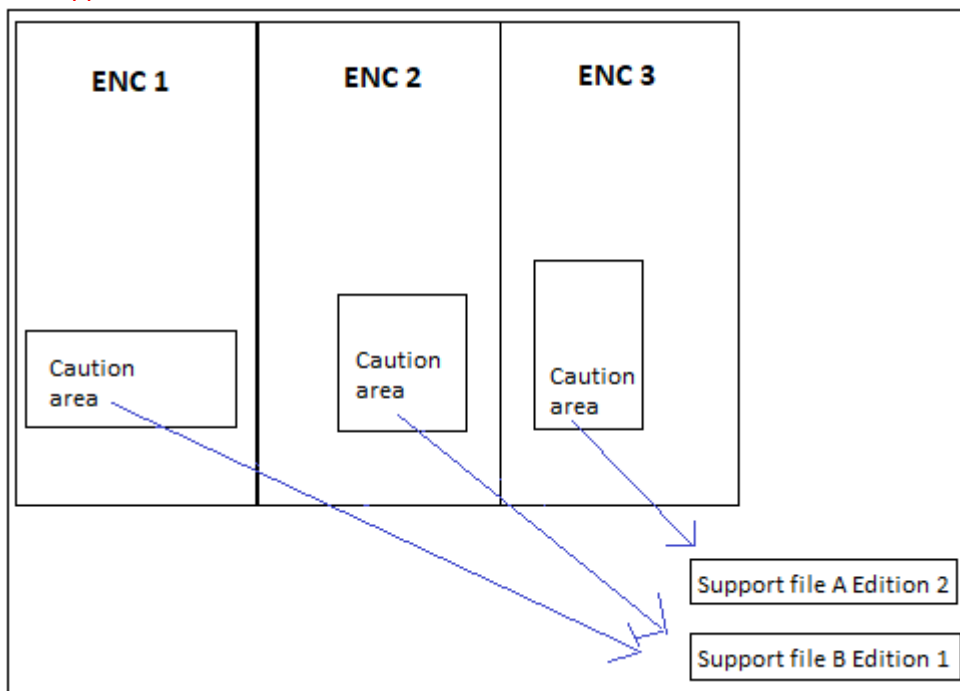 ENC 1
ENC 2
ENC 3
Caution
area
Caution
area
Caution
area
Support file A Edition 2
Support file B Edition 1